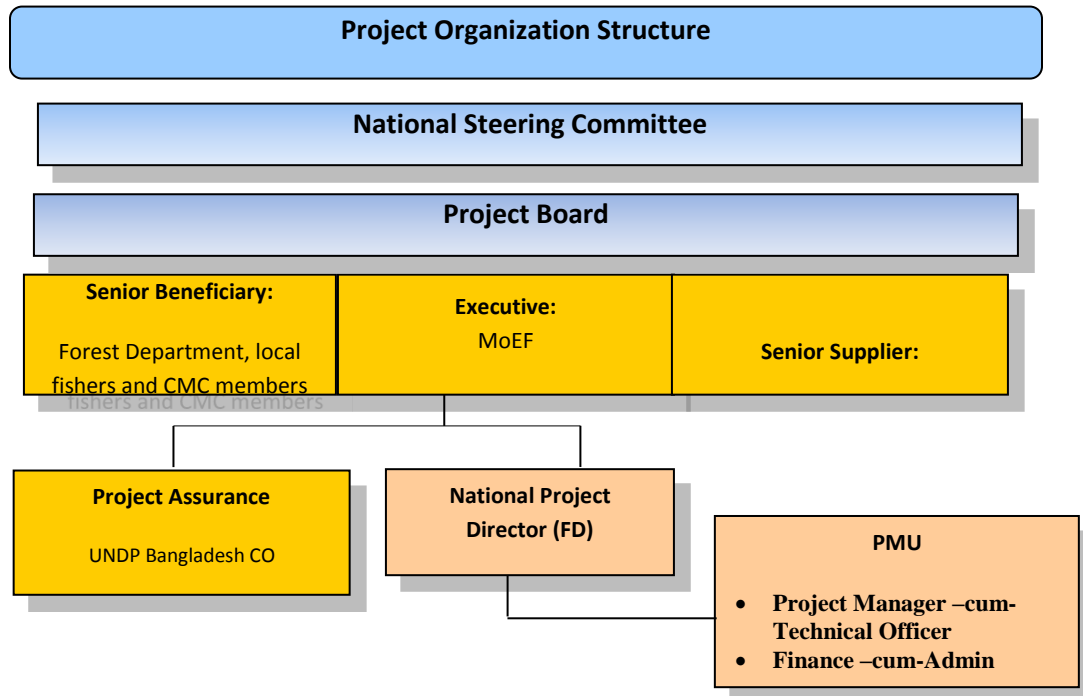 Project Organization Structure
National Steering Committee
Project Board
Senior Beneficiary:
Forest Department, local
fishers and CMC members
fishers and CMC members
Executive:
MoEF
Senior Supplier:
Project Assurance
UNDP Bangladesh CO
National Project
Director (FD)
PMU
• Project Manager –cum-
Technical Officer
• Finance –cum-Admin